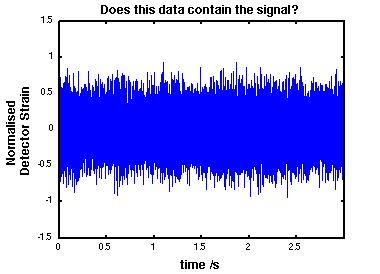 Does this data contain the signal?
1.5
1
0.5
0
-0.5
-1
-1.5
Normalised
Detector Strain
0 0.5 1 1.5 2 2.5
time /s